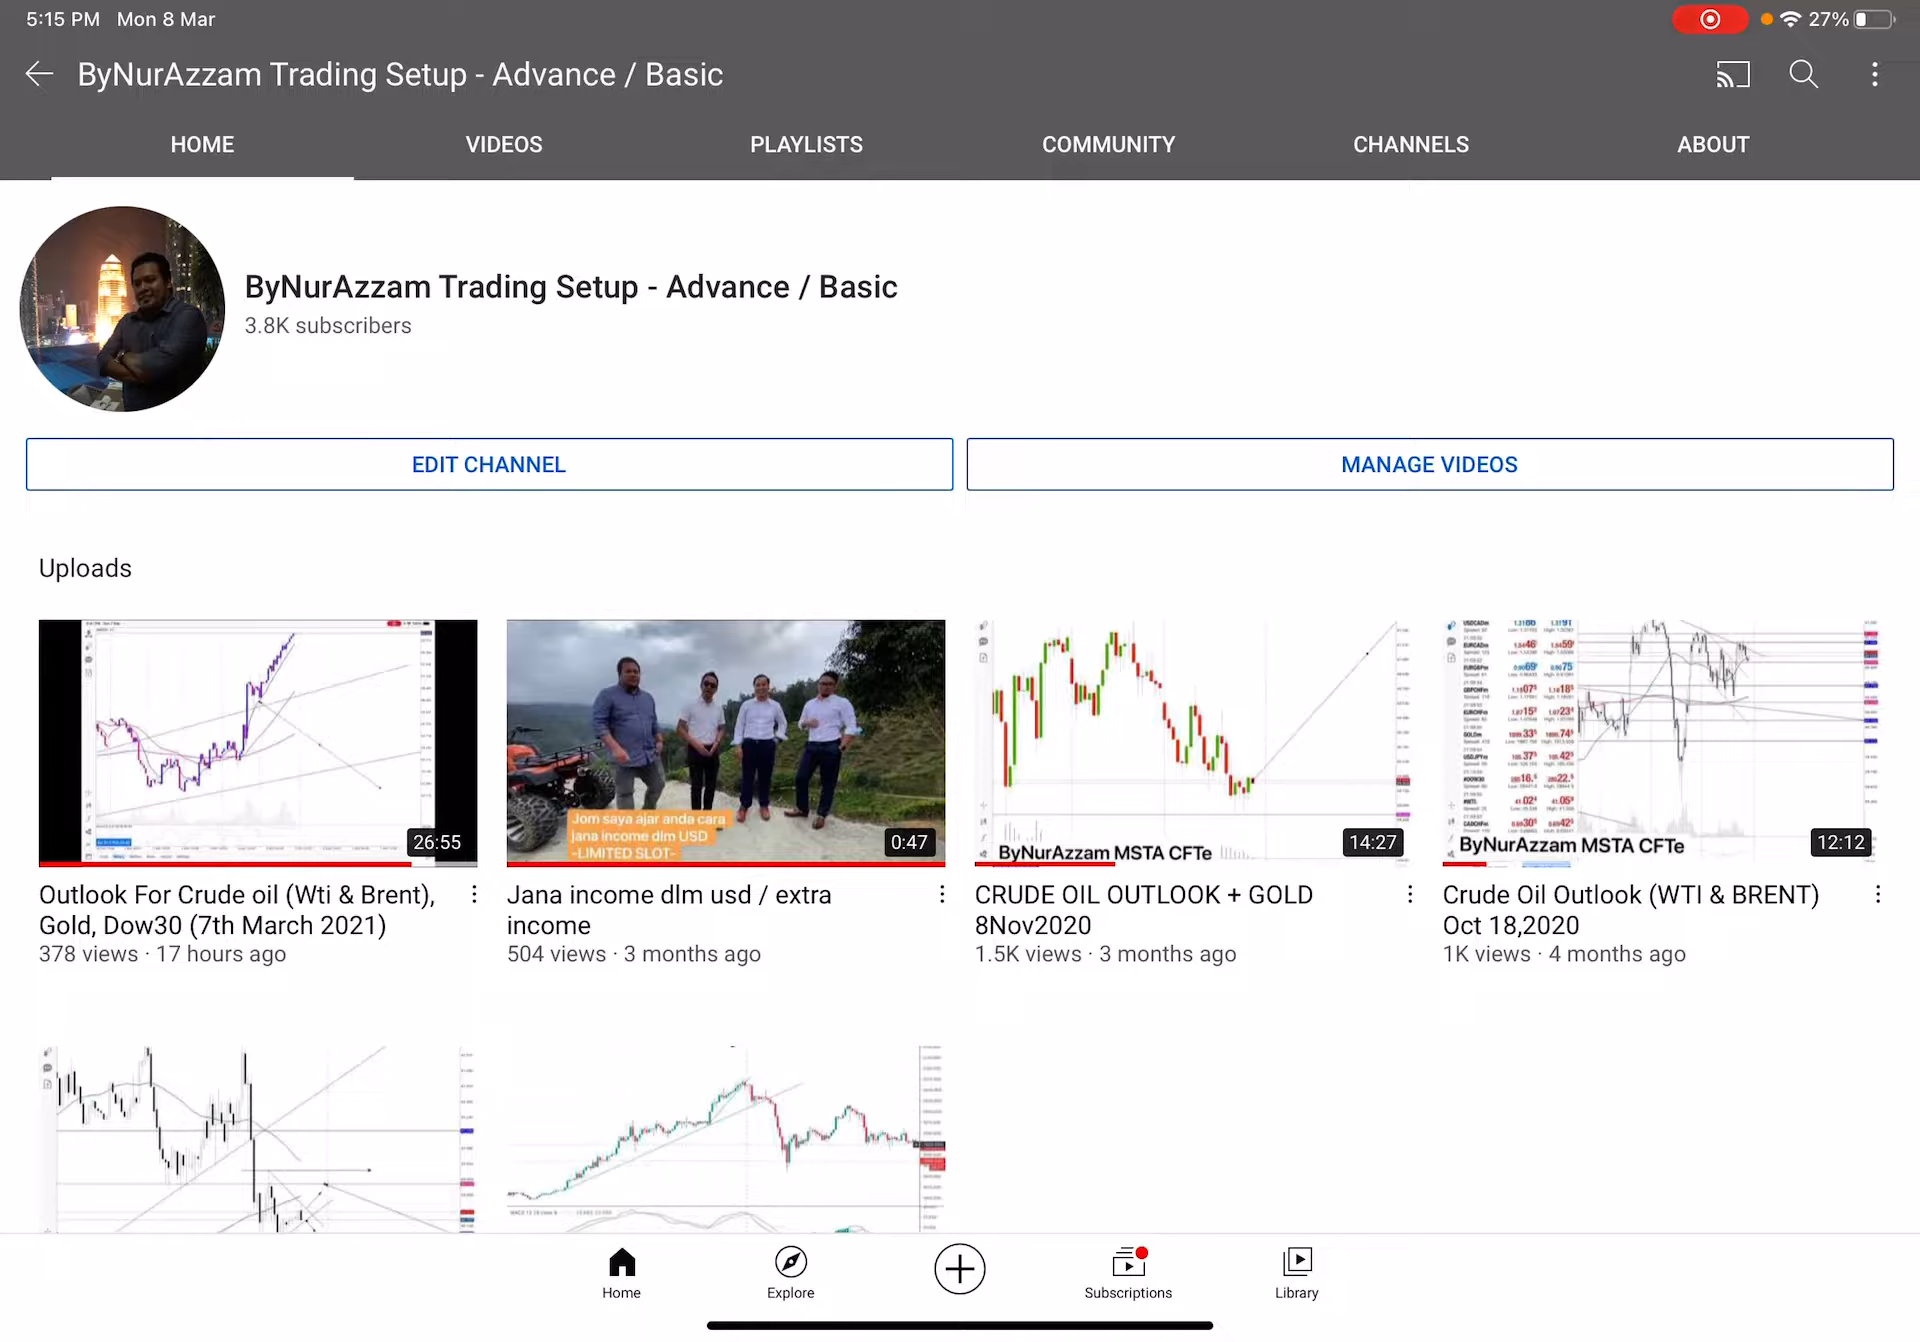 5:15 PM Mon 8 Mar
27%
ByNurAzzam Trading Setup - Advance / Basic
HOME VIDEOS PLAYLISTS COMMUNITY CHANNELS ABOUT
ByNurAzzam Trading Setup - Advance / Basic
3.8K subscribers
EDIT CHANNEL MANAGE VIDEOS
Uploads
26:55
Outlook For Crude oil (Wti & Brent),
Gold, Dow30 (7th March 2021)
378 views · 17 hours ago
Jom saya ajar anda cara
jana income dlm USD
-LIMITED SLOT-
0:47
Jana income dlm usd / extra
income
504 views · 3 months ago
ByNurAzzam MSTA CFTe
14:27
CRUDE OIL OUTLOOK + GOLD
8Nov2020
1.5K views · 3 months ago
ByNurAzzam MSTA CFTe
12:12
Crude Oil Outlook (WTI & BRENT)
Oct 18,2020
1K views · 4 months ago
Home Explore Subscriptions Library